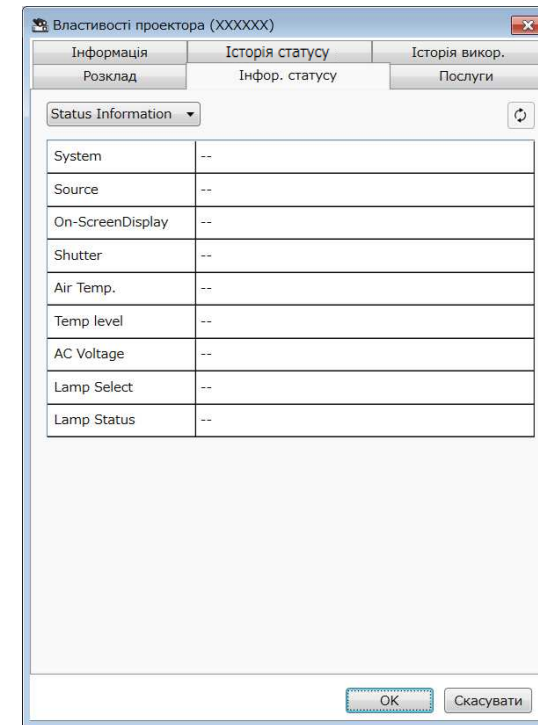 Властивості проектора (XXXXXX)
Інформація Історія статусу Історія викор.
Розклад Інфор. статусу Послуги
Status Information
System --
Source --
On-ScreenDisplay --
Shutter --
Air Temp. --
Temp level --
AC Voltage --
Lamp Select --
Lamp Status --
OK Скасувати